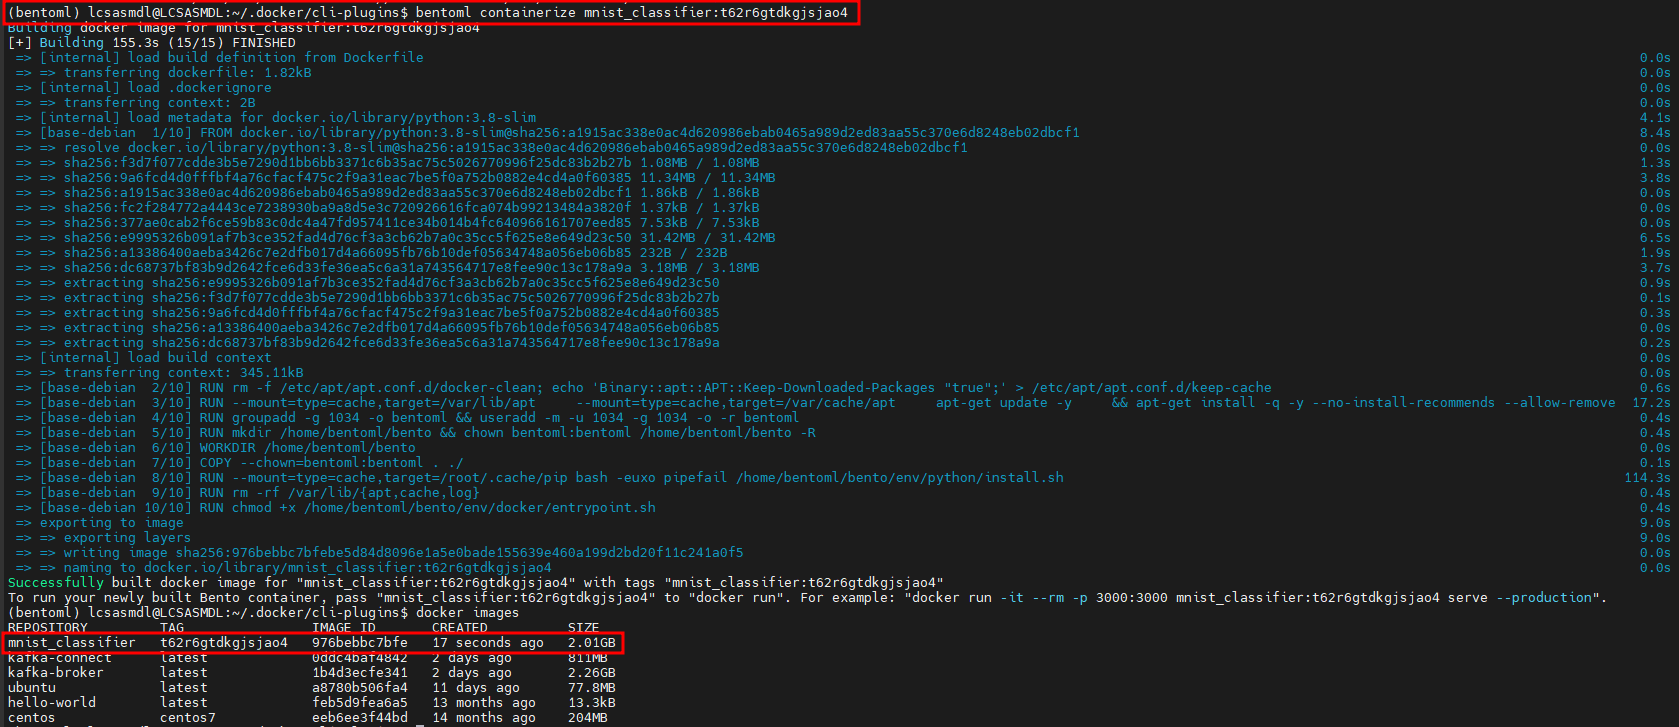 (bentoml) lcsasmdl@LCSASMDL:~/.docker/cli-plugins$ bentoml containerize mnist_classifier:t62r6gtdkgjsjao4
Building docker image for mnist_classifier:t62r6gtdkgjsjao4
[+] Building 155.3s (15/15) FINISHED
=> [internal] load build definition from Dockerfile 0.0s
=> => transferring dockerfile: 1.82kB 0.0s
=> [internal] load .dockerignore 0.0s
=> => transferring context: 2B 0.0s
=> [internal] load metadata for docker.io/library/python:3.8-slim 4.1s
=> [base-debian  1/10] FROM docker.io/library/python:3.8-slim@sha256:a1915ac338e0ac4d620986ebab0465a989d2ed83aa55c370e6d8248eb02dbcf1 8.4s
=> => resolve docker.io/library/python:3.8-slim@sha256:a1915ac338e0ac4d620986ebab0465a989d2ed83aa55c370e6d8248eb02dbcf1 0.0s
=> => sha256:f3d7f077cdde3b5e7290d1bb6bb3371c6b35ac75c5026770996f25dc83b2b27b 1.08MB / 1.08MB 1.3s
=> => sha256:9a6fcd4d0fffbf4a76cfacf475c2f9a31eac7be5f0a752b0882e4cd4a0f60385 11.34MB / 11.34MB 3.8s
=> => sha256:a1915ac338e0ac4d620986ebab0465a989d2ed83aa55c370e6d8248eb02dbcf1 1.86kB / 1.86kB 0.0s
=> => sha256:fc2f284772a4443ce7238930ba9a8d5e3c720926616fca074b99213484a3820f 1.37kB / 1.37kB 0.0s
=> => sha256:377ae0cab2f6ce59b83c0dc4a47fd957411ce34b014b4fc640966161707eed85 7.53kB / 7.53kB 0.0s
=> => sha256:e9995326b091af7b3ce352fad4d76cf3a3cb62b7a0c35cc5f625e8e649d23c50 31.42MB / 31.42MB 6.5s
=> => sha256:a13386400aeba3426c7e2dfb017d4a66095fb76b10def05634748a056eb06b85 232B / 232B 1.9s
=> => sha256:dc68737bf83b9d2642fce6d33fe36ea5c6a31a743564717e8fee90c13c178a9a 3.18MB / 3.18MB 3.7s
=> => extracting sha256:e9995326b091af7b3ce352fad4d76cf3a3cb62b7a0c35cc5f625e8e649d23c50 0.9s
=> => extracting sha256:f3d7f077cdde3b5e7290d1bb6bb3371c6b35ac75c5026770996f25dc83b2b27b 0.1s
=> => extracting sha256:9a6fcd4d0fffbf4a76cfacf475c2f9a31eac7be5f0a752b0882e4cd4a0f60385 0.3s
=> => extracting sha256:a13386400aeba3426c7e2dfb017d4a66095fb76b10def05634748a056eb06b85 0.0s
=> => extracting sha256:dc68737bf83b9d2642fce6d33fe36ea5c6a31a743564717e8fee90c13c178a9a 0.2s
=> [internal] load build context 0.0s
=> => transferring context: 345.11kB 0.0s
=> [base-debian  2/10] RUN rm -f /etc/apt/apt.conf.d/docker-clean; echo 'Binary::apt::APT::Keep-Downloaded-Packages "true";' > /etc/apt/apt.conf.d/keep-cache 0.6s
=> [base-debian  3/10] RUN --mount=type=cache,target=/var/lib/apt     --mount=type=cache,target=/var/cache/apt     apt-get update -y     && apt-get install -q -y --no-install-recommends --allow-remove 17.2s
=> [base-debian  4/10] RUN groupadd -g 1034 -o bentoml && useradd -m -u 1034 -g 1034 -o -r bentoml 0.4s
=> [base-debian  5/10] RUN mkdir /home/bentoml/bento && chown bentoml:bentoml /home/bentoml/bento -R 0.4s
=> [base-debian  6/10] WORKDIR /home/bentoml/bento 0.0s
=> [base-debian  7/10] COPY --chown=bentoml:bentoml . ./ 0.1s
=> [base-debian  8/10] RUN --mount=type=cache,target=/root/.cache/pip bash -euxo pipefail /home/bentoml/bento/env/python/install.sh 114.3s
=> [base-debian  9/10] RUN rm -rf /var/lib/{apt,cache,log} 0.4s
=> [base-debian 10/10] RUN chmod +x /home/bentoml/bento/env/docker/entrypoint.sh 0.4s
=> exporting to image 9.0s
=> => exporting layers 9.0s
=> => writing image sha256:976bebbc7bfebe5d84d8096e1a5e0bade155639e460a199d2bd20f11c241a0f5 0.0s
=> => naming to docker.io/library/mnist_classifier:t62r6gtdkgjsjao4 0.0s
Successfully built docker image for "mnist_classifier:t62r6gtdkgjsjao4" with tags "mnist_classifier:t62r6gtdkgjsjao4"
To run your newly built Bento container, pass "mnist_classifier:t62r6gtdkgjsjao4" to "docker run". For example: "docker run -it --rm -p 3000:3000 mnist_classifier:t62r6gtdkgjsjao4 serve --production".
(bentoml) lcsasmdl@LCSASMDL:~/.docker/cli-plugins$ docker images
REPOSITORY TAG IMAGE ID CREATED SIZE
mnist_classifier t62r6gtdkgjsjao4 976bebbc7bfe 17 seconds ago 2.01GB
kafka-connect latest 0ddc4baf4842 2 days ago 811MB
kafka-broker latest 1b4d3ecfe341 2 days ago 2.26GB
ubuntu latest a8780b506fa4 11 days ago 77.8MB
hello-world latest feb5d9fea6a5 13 months ago 13.3kB
centos centos7 eeb6ee3f44bd 14 months ago 204MB